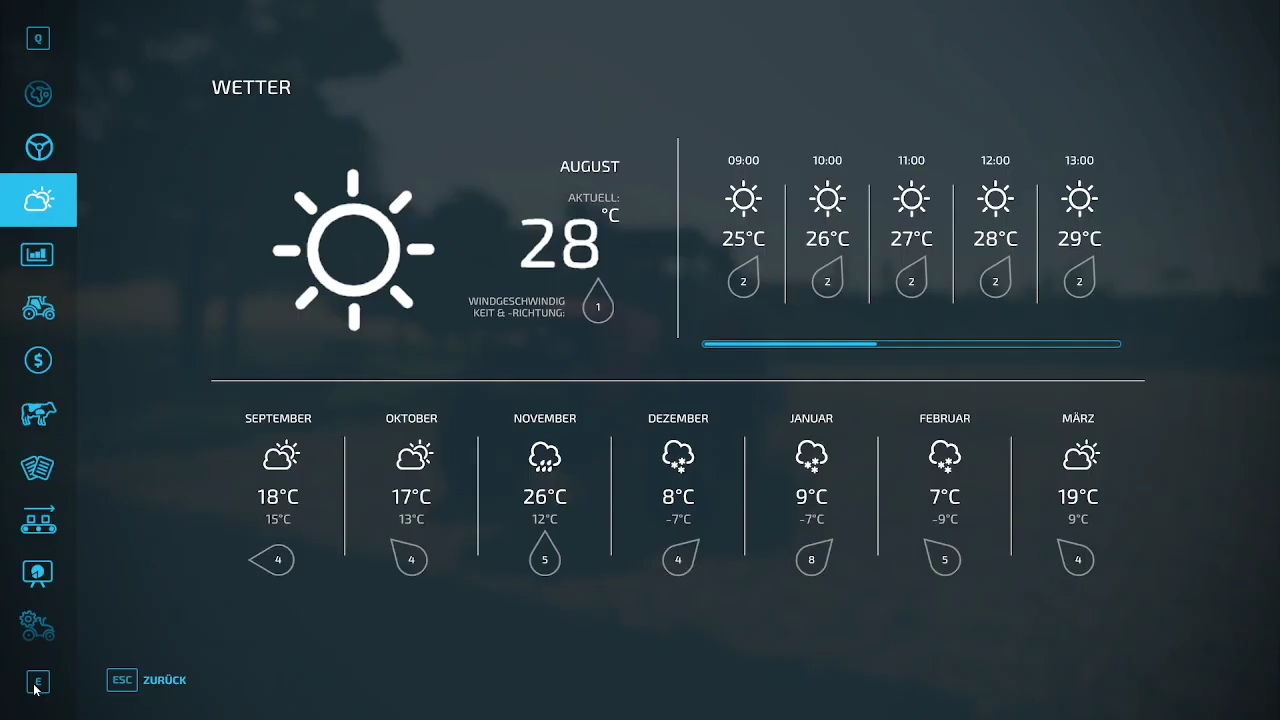 Q
WETTER
AUGUST
AKTUELL:
28 °C
WINDGESCHWINDIG
KEIT & -RICHTUNG:
1
09:00 10:00 11:00 12:00 13:00
25°C 26°C 27°C 28°C 29°C
2 2 2 2 2
SEPTEMBER OKTOBER NOVEMBER DEZEMBER JANUAR FEBRUAR MÄRZ
18°C 17°C 26°C 8°C 9°C 7°C 19°C
15°C 13°C 12°C -7°C -7°C -9°C 9°C
4 4 5 4 8 5 4
E
ESC ZURÜCK